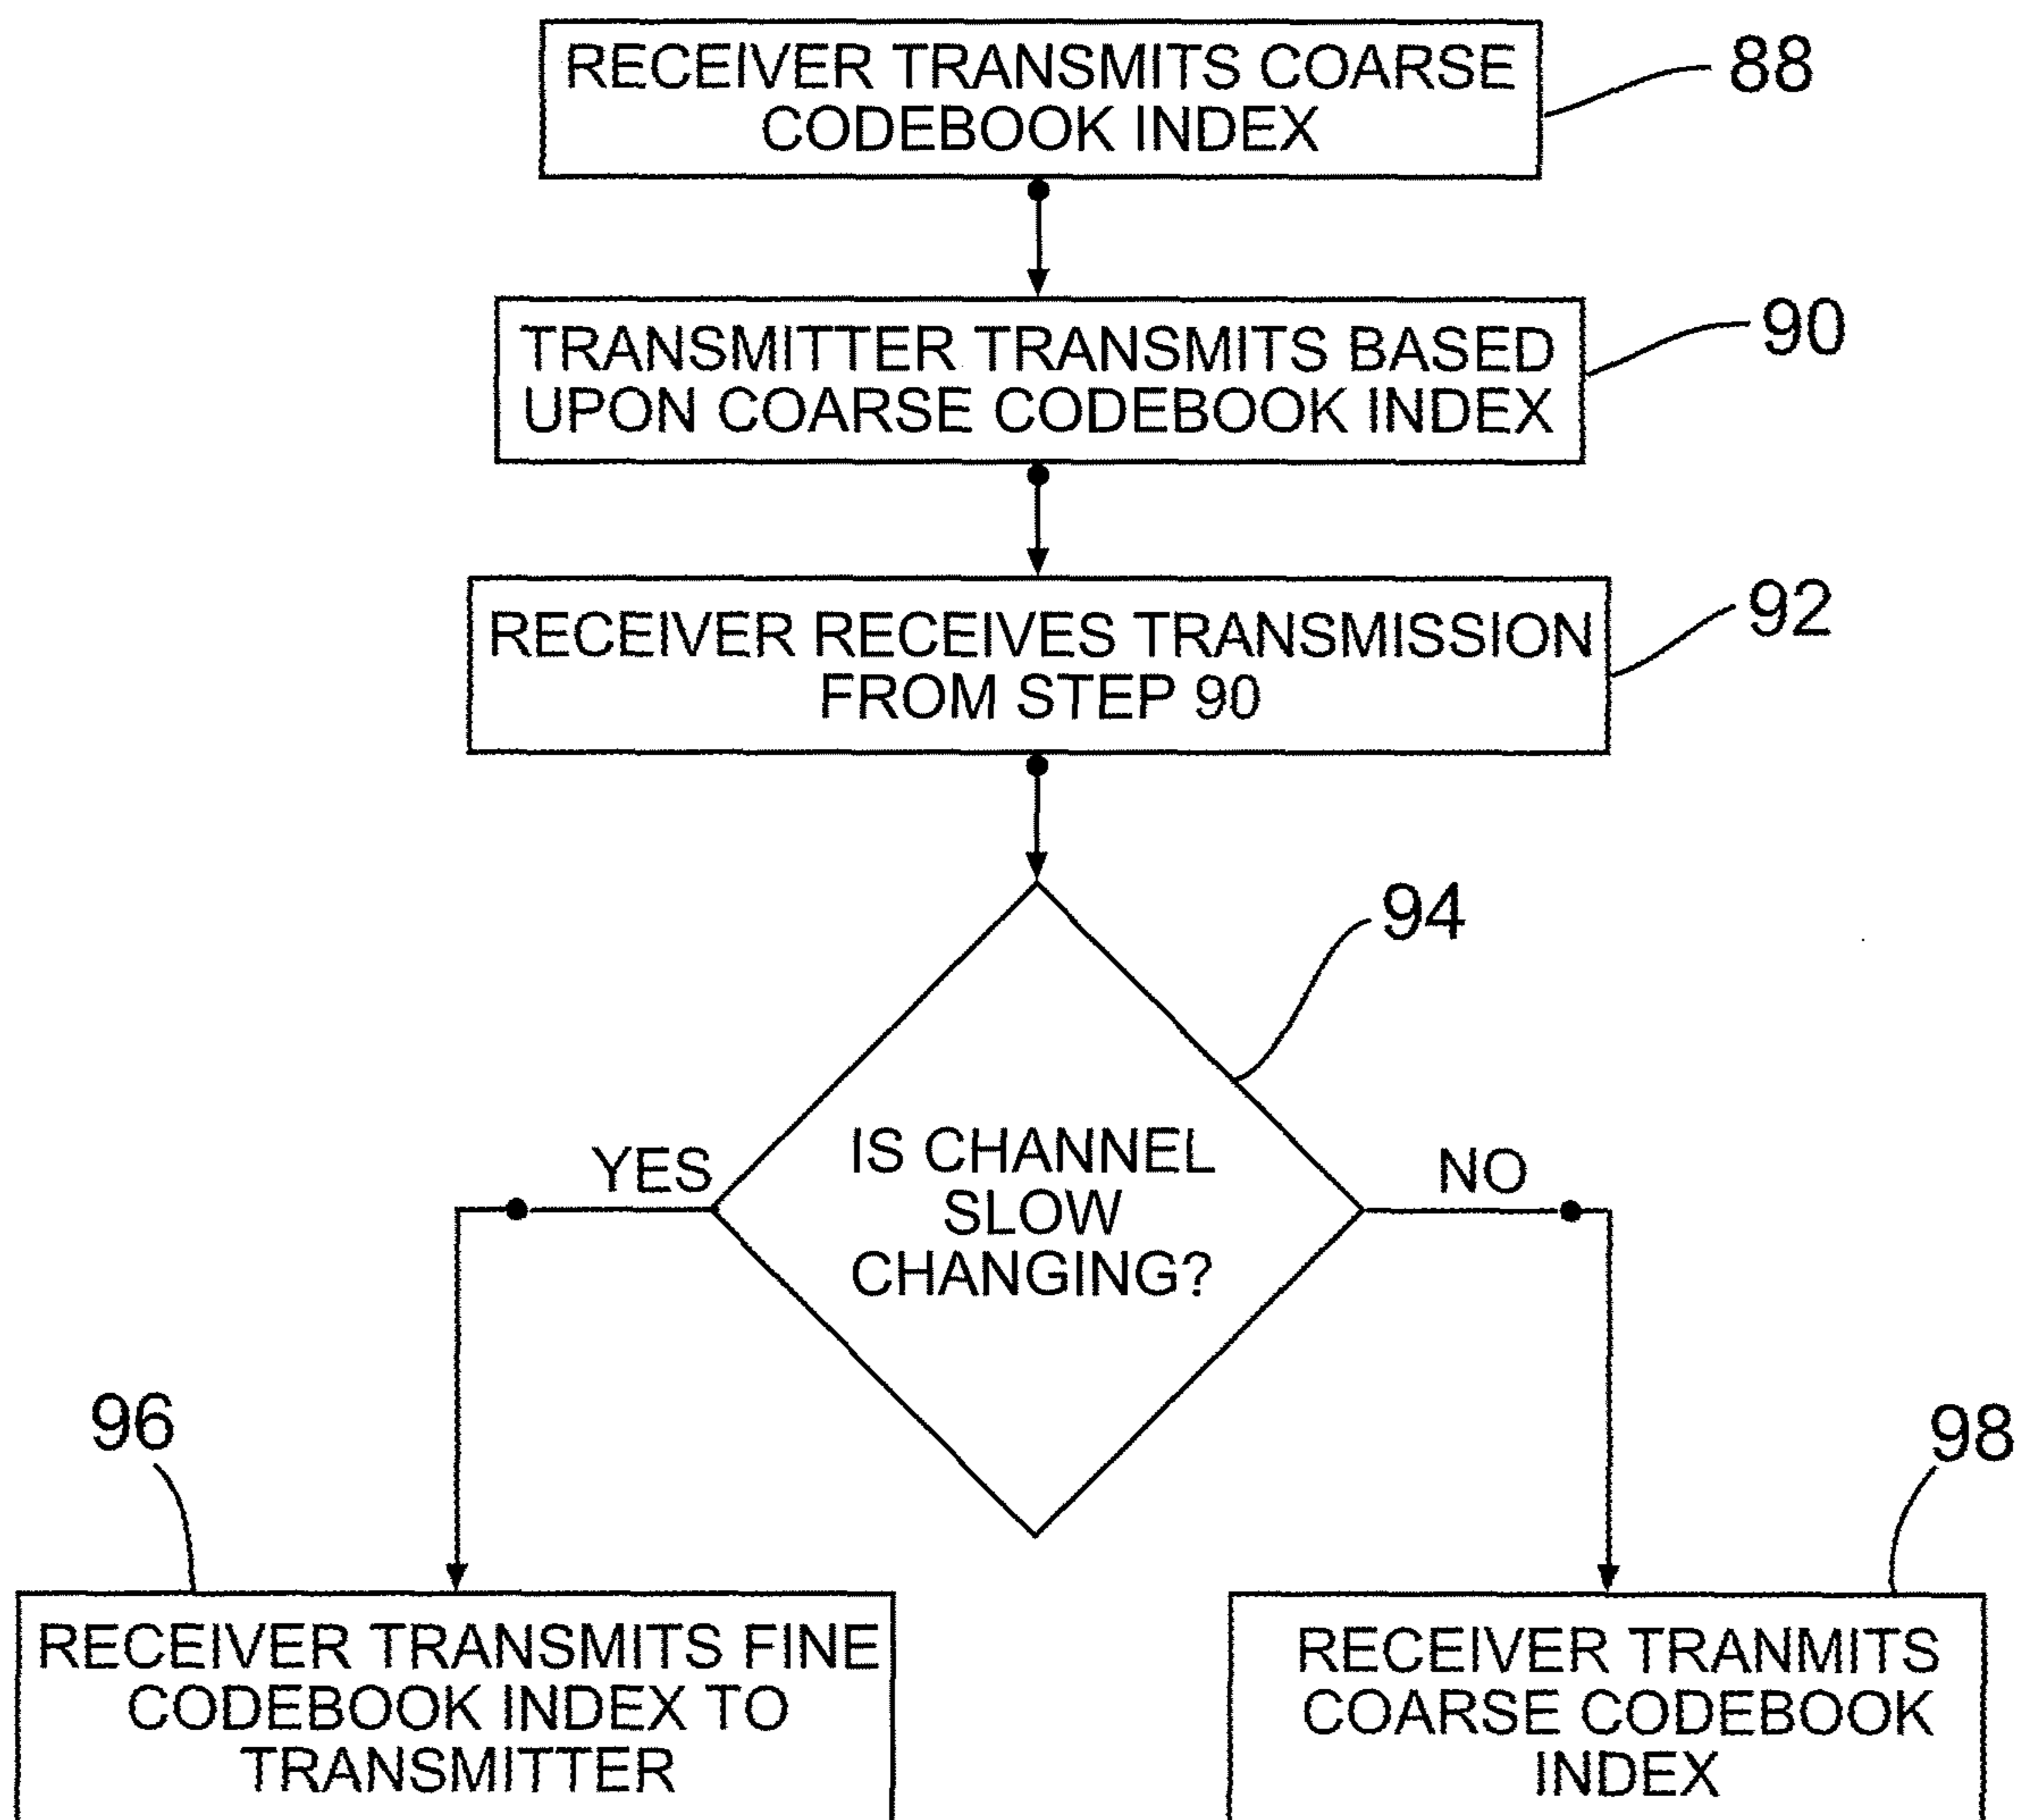 RECEIVER TRANSMITS COARSE
CODEBOOK INDEX
88
TRANSMITTER TRANSMITS BASED
UPON COARSE CODEBOOK INDEX
90
RECEIVER RECEIVES TRANSMISSION
FROM STEP 90
92
94
IS CHANNEL
SLOW
CHANGING?
YES
NO
96
98
RECEIVER TRANSMITS FINE
CODEBOOK INDEX TO
TRANSMITTER
RECEIVER TRANMITS
COARSE CODEBOOK
INDEX